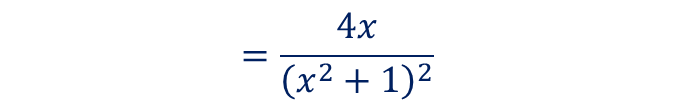 = 4x/(x² + 1)²